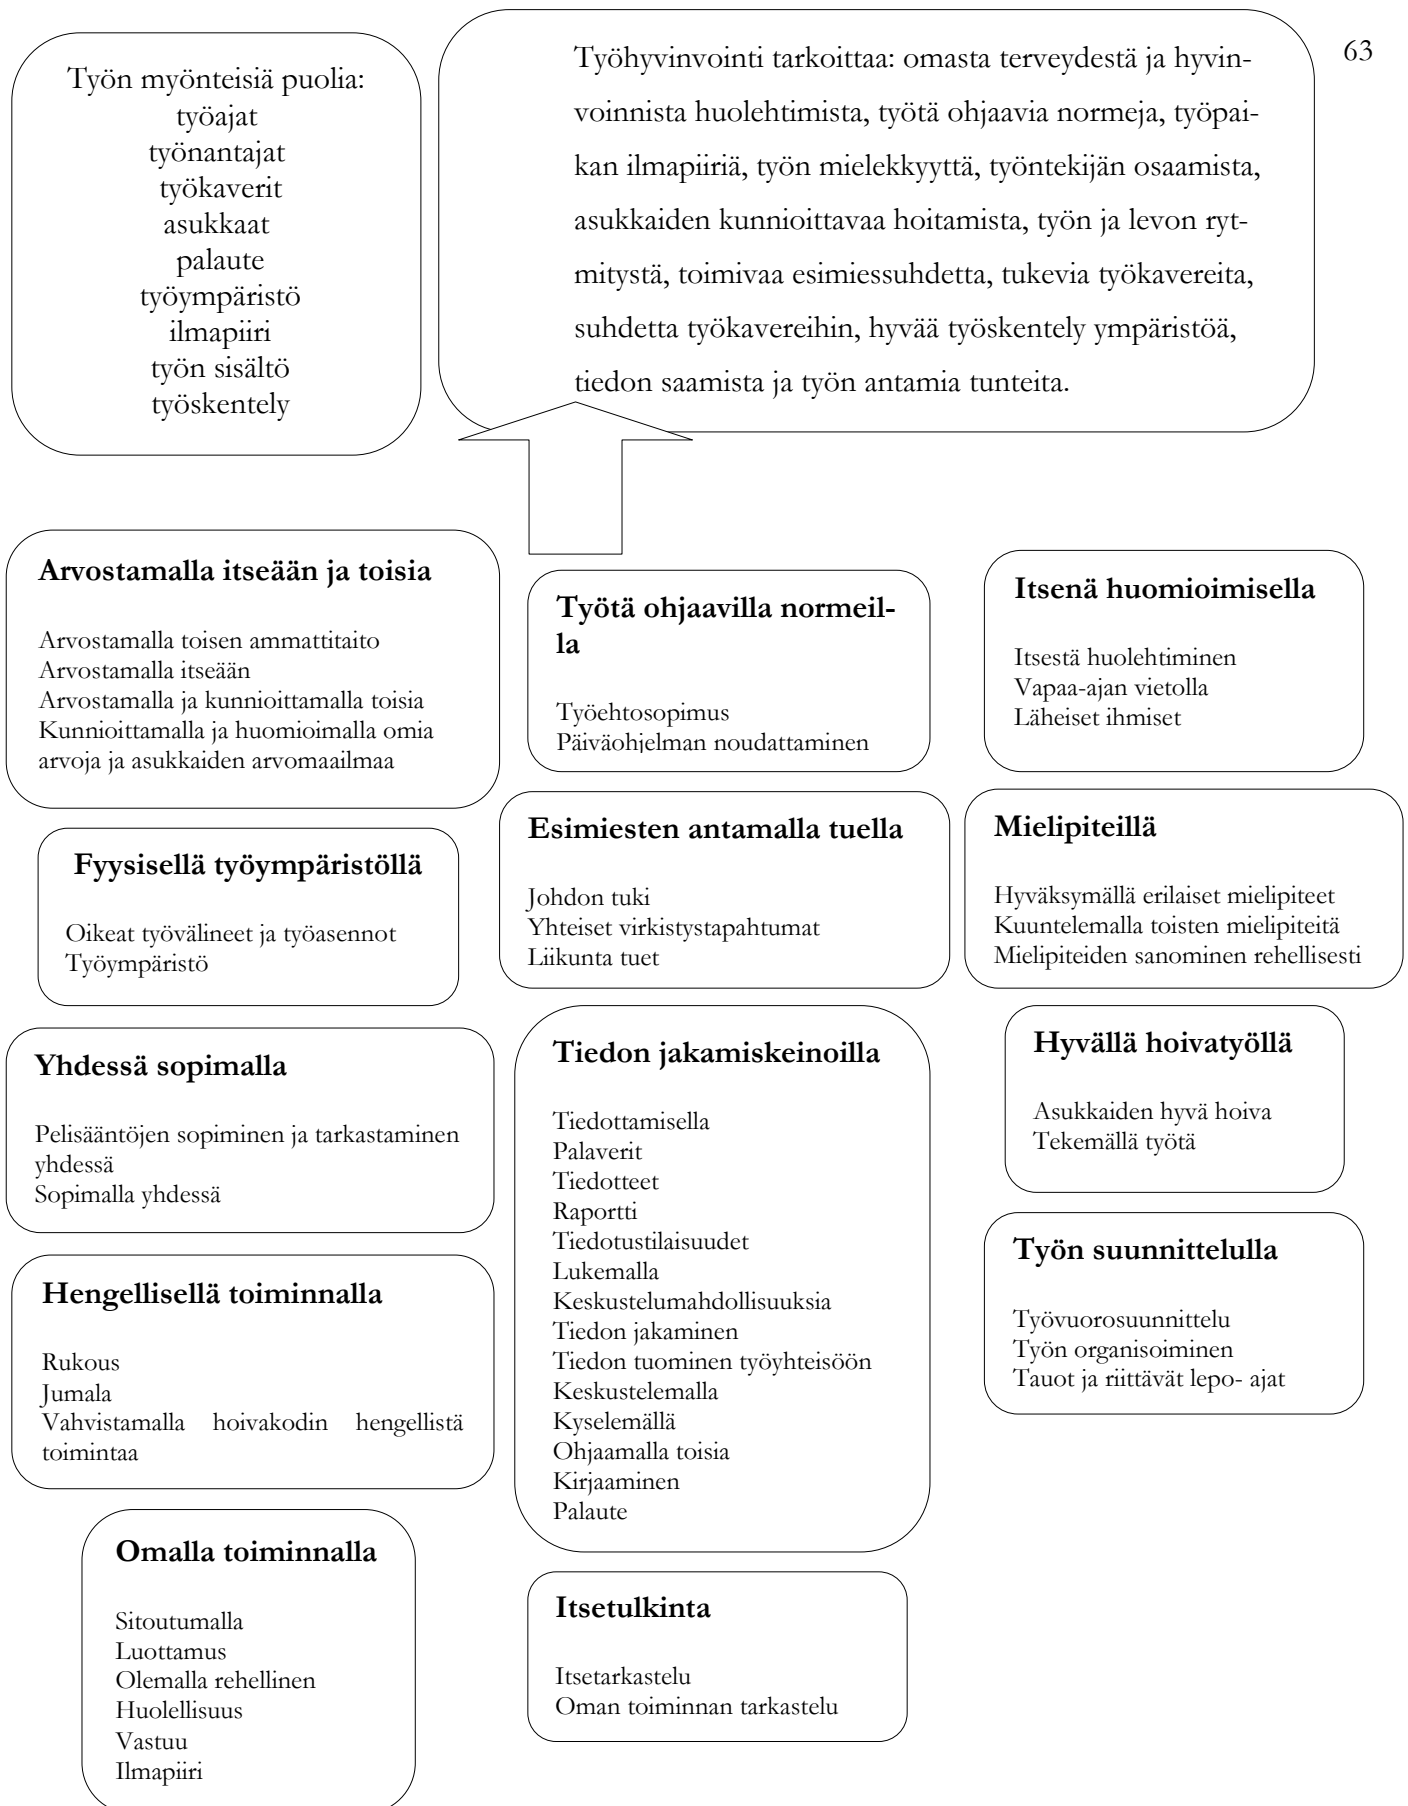 63
Työn myönteisiä puolia:
työajat
työnantajat
työkaverit
asukkaat
palaute
työympäristö
ilmapiiri
työn sisältö
työskentely
Työhyvinvointi tarkoittaa: omasta terveydestä ja hyvin-
voinnista huolehtimista, työtä ohjaavia normeja, työpai-
kan ilmapiiriä, työn mielekkyyttä, työntekijän osaamista,
asukkaiden kunnioittavaa hoitamista, työn ja levon ryt-
mitystä, toimivaa esimiessuhdetta, tukevia työkavereita,
suhdetta työkavereihin, hyvää työskentely ympäristöä,
tiedon saamista ja työn antamia tunteita.
Arvostamalla itseään ja toisia
Arvostamalla toisen ammattitaito
Arvostamalla itseään
Arvostamalla ja kunnioittamalla toisia
Kunnioittamalla ja huomioimalla omia
arvoja ja asukkaiden arvomaailmaa
Työtä ohjaavilla normeil-
la
Työehtosopimus
Päiväohjelman noudattaminen
Itsenä huomioimisella
Itsestä huolehtiminen
Vapaa-ajan vietolla
Läheiset ihmiset
Fyysisellä työympäristöllä
Oikeat työvälineet ja työasennot
Työympäristö
Esimiesten antamalla tuella
Johdon tuki
Yhteiset virkistystapahtumat
Liikunta tuet
Mielipiteillä
Hyväksymällä erilaiset mielipiteet
Kuuntelemalla toisten mielipiteitä
Mielipiteiden sanominen rehellisesti
Yhdessä sopimalla
Pelisääntöjen sopiminen ja tarkastaminen
yhdessä
Sopimalla yhdessä
Tiedon jakamiskeinoilla
Tiedottamisella
Palaverit
Tiedotteet
Raportti
Tiedotustilaisuudet
Lukemalla
Keskustelumahdollisuuksia
Tiedon jakaminen
Tiedon tuominen työyhteisöön
Keskustelemalla
Kyselemällä
Ohjaamalla toisia
Kirjaaminen
Palaute
Hyvällä hoivatyöllä
Asukkaiden hyvä hoiva
Tekemällä työtä
Työn suunnittelulla
Työvuorosuunnittelu
Työn organisoiminen
Tauot ja riittävät lepo- ajat
Hengellisellä toiminnalla
Rukous
Jumala
Vahvistamalla hoivakodin hengellistä
toimintaa
Omalla toiminnalla
Sitoutumalla
Luottamus
Olemalla rehellinen
Huolellisuus
Vastuu
Ilmapiiri
Itsetulkinta
Itsetarkastelu
Oman toiminnan tarkastelu